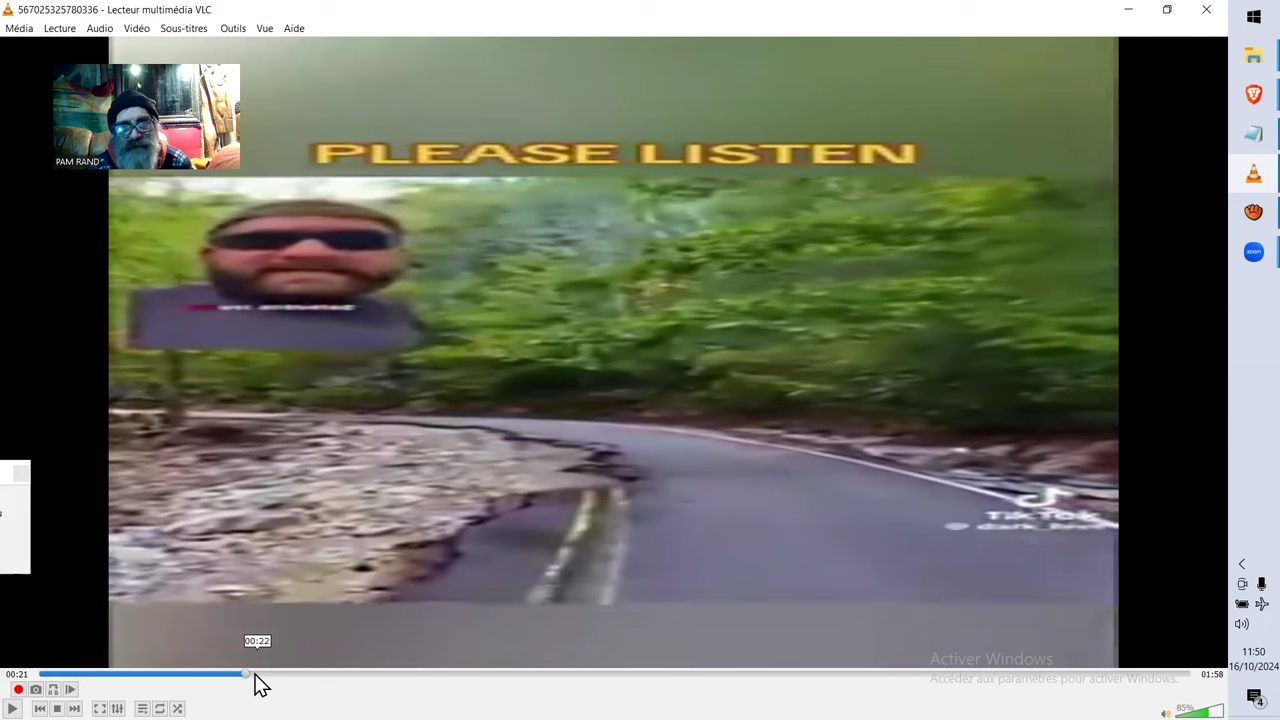 567025325780336 - Lecteur multimédia VLC
Média Lecture Audio Vidéo Sous-titres Outils Vue Aide
PAM RAND
PLEASE LISTEN
TikTok
zoom
00:22
00:21
01:58
Activer Windows
Accédez aux paramètres pour activer Windows.
11:50
16/10/2024
85%
4